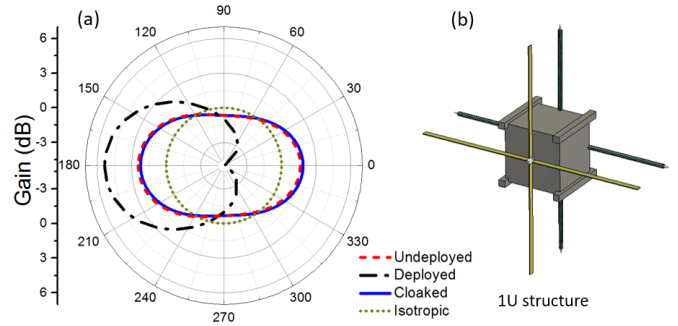 (a)
(b)
Gain (dB)
6
3
0
-3
-3
0
3
6
90
60
30
0
330
300
270
240
210
180
150
120
Undeployed
Deployed
Cloaked
Isotropic
1U structure